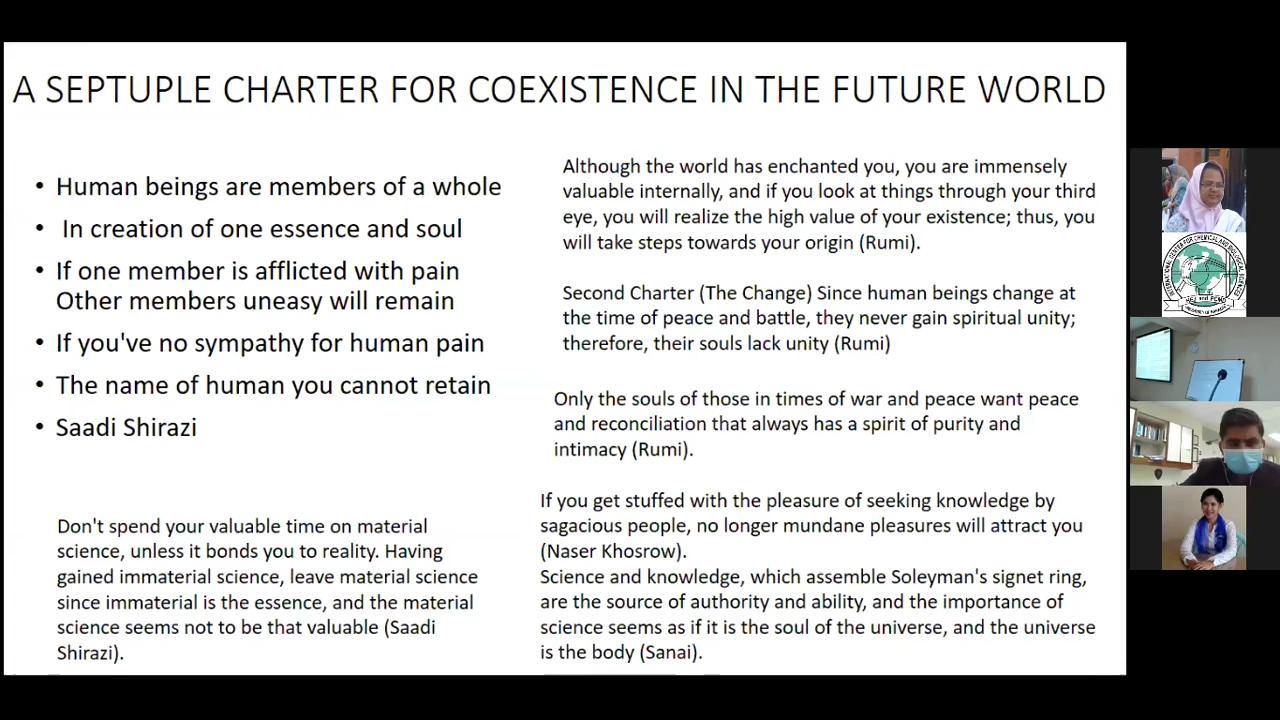 A SEPTUPLE CHARTER FOR COEXISTENCE IN THE FUTURE WORLD
• Human beings are members of a whole
• In creation of one essence and soul
• If one member is afflicted with pain
Other members uneasy will remain
• If you've no sympathy for human pain
• The name of human you cannot retain
• Saadi Shirazi
Don't spend your valuable time on material
science, unless it bonds you to reality. Having
gained immaterial science, leave material science
since immaterial is the essence, and the material
science seems not to be that valuable (Saadi
Shirazi).
Although the world has enchanted you, you are immensely
valuable internally, and if you look at things through your third
eye, you will realize the high value of your existence; thus, you
will take steps towards your origin (Rumi).
Second Charter (The Change) Since human beings change at
the time of peace and battle, they never gain spiritual unity;
therefore, their souls lack unity (Rumi)
Only the souls of those in times of war and peace want peace
and reconciliation that always has a spirit of purity and
intimacy (Rumi).
If you get stuffed with the pleasure of seeking knowledge by
sagacious people, no longer mundane pleasures will attract you
(Naser Khosrow).
Science and knowledge, which assemble Soleyman's signet ring,
are the source of authority and ability, and the importance of
science seems as if it is the soul of the universe, and the universe
is the body (Sanai).
INTERNATIONAL CENTER FOR CHEMICAL AND BIOLOGICAL SCIENCES